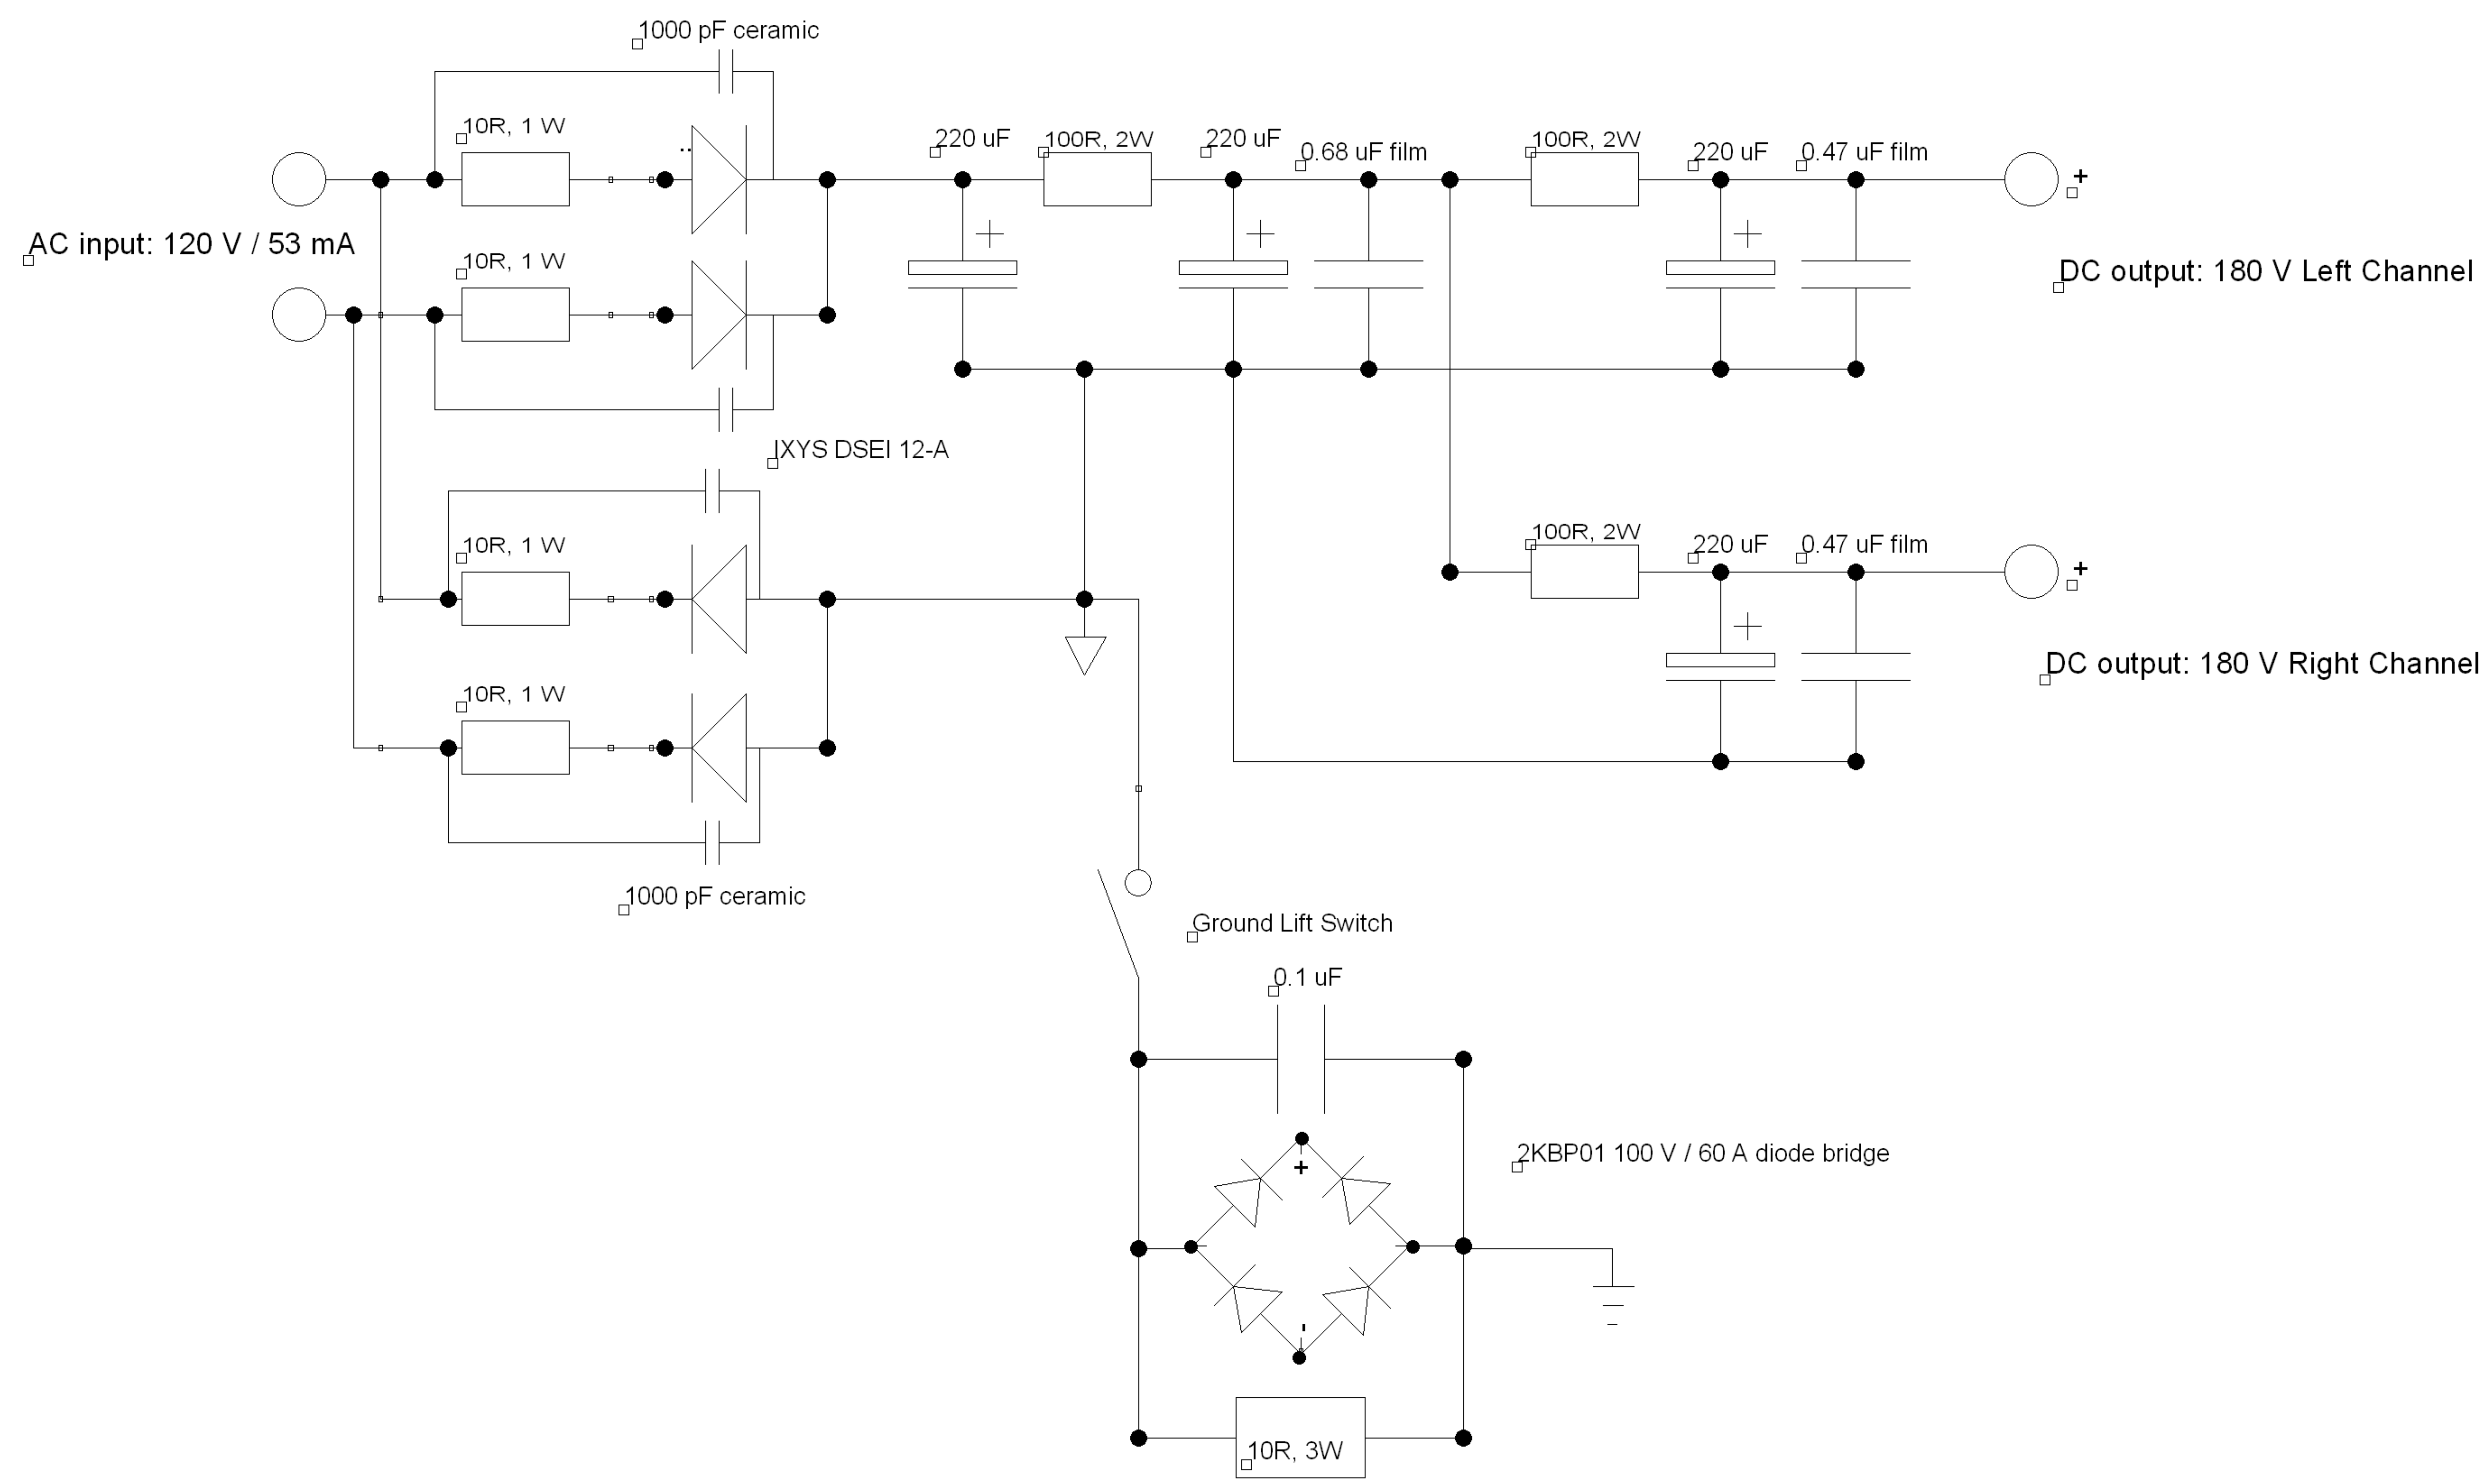 1000 pF ceramic
10R, 1 W
220 uF
100R, 2W
220 uF
0.68 uF film
100R, 2W
220 uF
0.47 uF film
+
AC input: 120 V / 53 mA
10R, 1 W
DC output: 180 V Left Channel
IXYS DSEI 12-A
10R, 1 W
100R, 2W
220 uF
0.47 uF film
+
10R, 1 W
DC output: 180 V Right Channel
1000 pF ceramic
Ground Lift Switch
0.1 uF
2KBP01 100 V / 60 A diode bridge
+
-
10R, 3W